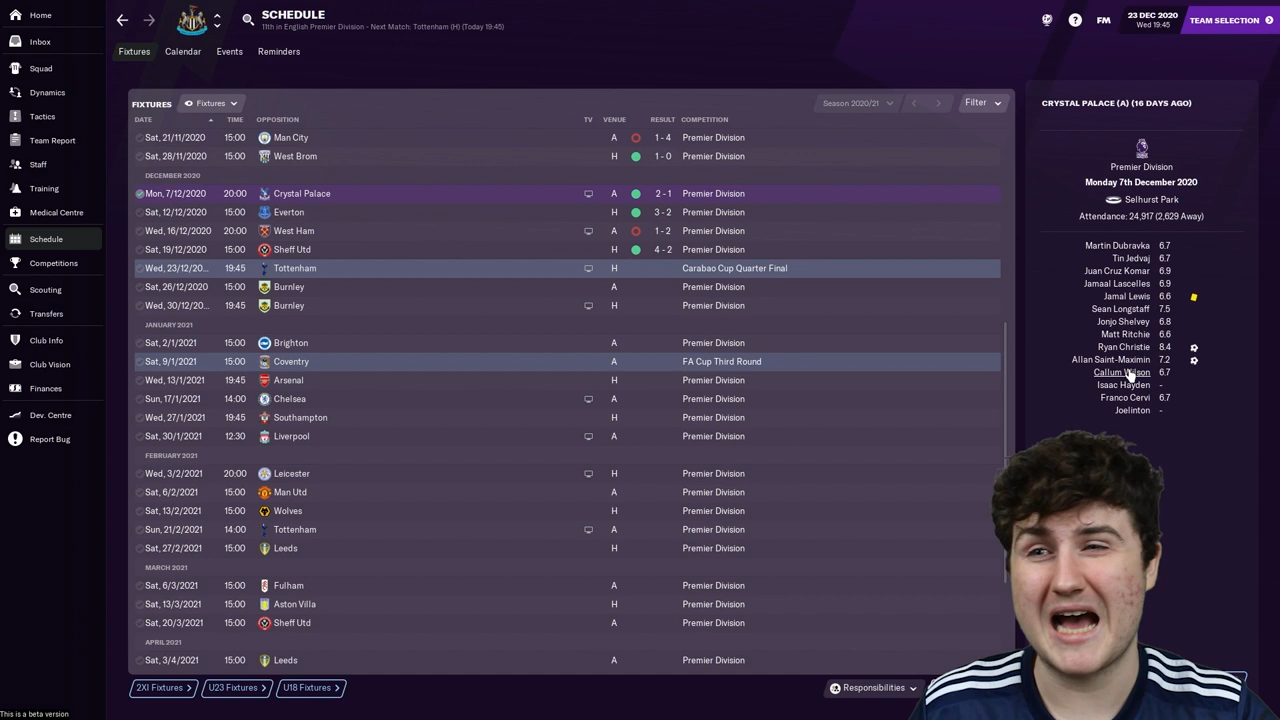 Home
Inbox
Squad
Dynamics
Tactics
Team Report
Staff
Training
Medical Centre
Schedule
Competitions
Scouting
Transfers
Club Info
Club Vision
Finances
Dev. Centre
Report Bug
This is a beta version
SCHEDULE
11th in English Premier Division - Next Match: Tottenham (H) (Today 19:45)
FM
23 DEC 2020
Wed 19:45
TEAM SELECTION
Fixtures Calendar Events Reminders
FIXTURES Fixtures Season 2020/21 Filter
DATE TIME OPPOSITION TV VENUE RESULT COMPETITION
Sat, 21/11/2020 15:00 Man City A 1 - 4 Premier Division
Sat, 28/11/2020 15:00 West Brom H 1 - 0 Premier Division
DECEMBER 2020
Mon, 7/12/2020 20:00 Crystal Palace A 2 - 1 Premier Division
Sat, 12/12/2020 15:00 Everton H 3 - 2 Premier Division
Wed, 16/12/2020 20:00 West Ham A 1 - 2 Premier Division
Sat, 19/12/2020 15:00 Sheff Utd H 4 - 2 Premier Division
Wed, 23/12/20... 19:45 Tottenham H Carabao Cup Quarter Final
Sat, 26/12/2020 15:00 Burnley A Premier Division
Wed, 30/12/20... 19:45 Burnley H Premier Division
JANUARY 2021
Sat, 2/1/2021 15:00 Brighton A Premier Division
Sat, 9/1/2021 15:00 Coventry A FA Cup Third Round
Wed, 13/1/2021 19:45 Arsenal H Premier Division
Sun, 17/1/2021 14:00 Chelsea A Premier Division
Wed, 27/1/2021 19:45 Southampton H Premier Division
Sat, 30/1/2021 12:30 Liverpool A Premier Division
FEBRUARY 2021
Wed, 3/2/2021 20:00 Leicester H Premier Division
Sat, 6/2/2021 15:00 Man Utd A Premier Division
Sat, 13/2/2021 15:00 Wolves H Premier Division
Sun, 21/2/2021 14:00 Tottenham A Premier Division
Sat, 27/2/2021 15:00 Leeds H Premier Division
MARCH 2021
Sat, 6/3/2021 15:00 Fulham A Premier Division
Sat, 13/3/2021 15:00 Aston Villa H Premier Division
Sat, 20/3/2021 15:00 Sheff Utd A Premier Division
APRIL 2021
Sat, 3/4/2021 15:00 Leeds A Premier Division
2XI Fixtures U23 Fixtures U18 Fixtures Responsibilities
CRYSTAL PALACE (A) (16 DAYS AGO)
Premier Division
Monday 7th December 2020
Selhurst Park
Attendance: 24,917 (2,629 Away)
Martin Dubravka 6.7
Tin Jedvaj 6.7
Juan Cruz Komar 6.9
Jamaal Lascelles 6.9
Jamal Lewis 6.6
Sean Longstaff 7.5
Jonjo Shelvey 6.8
Matt Ritchie 6.6
Ryan Christie 8.4
Allan Saint-Maximin 7.2
Callum Wilson 6.7
Isaac Hayden -
Franco Cervi 6.7
Joelinton -